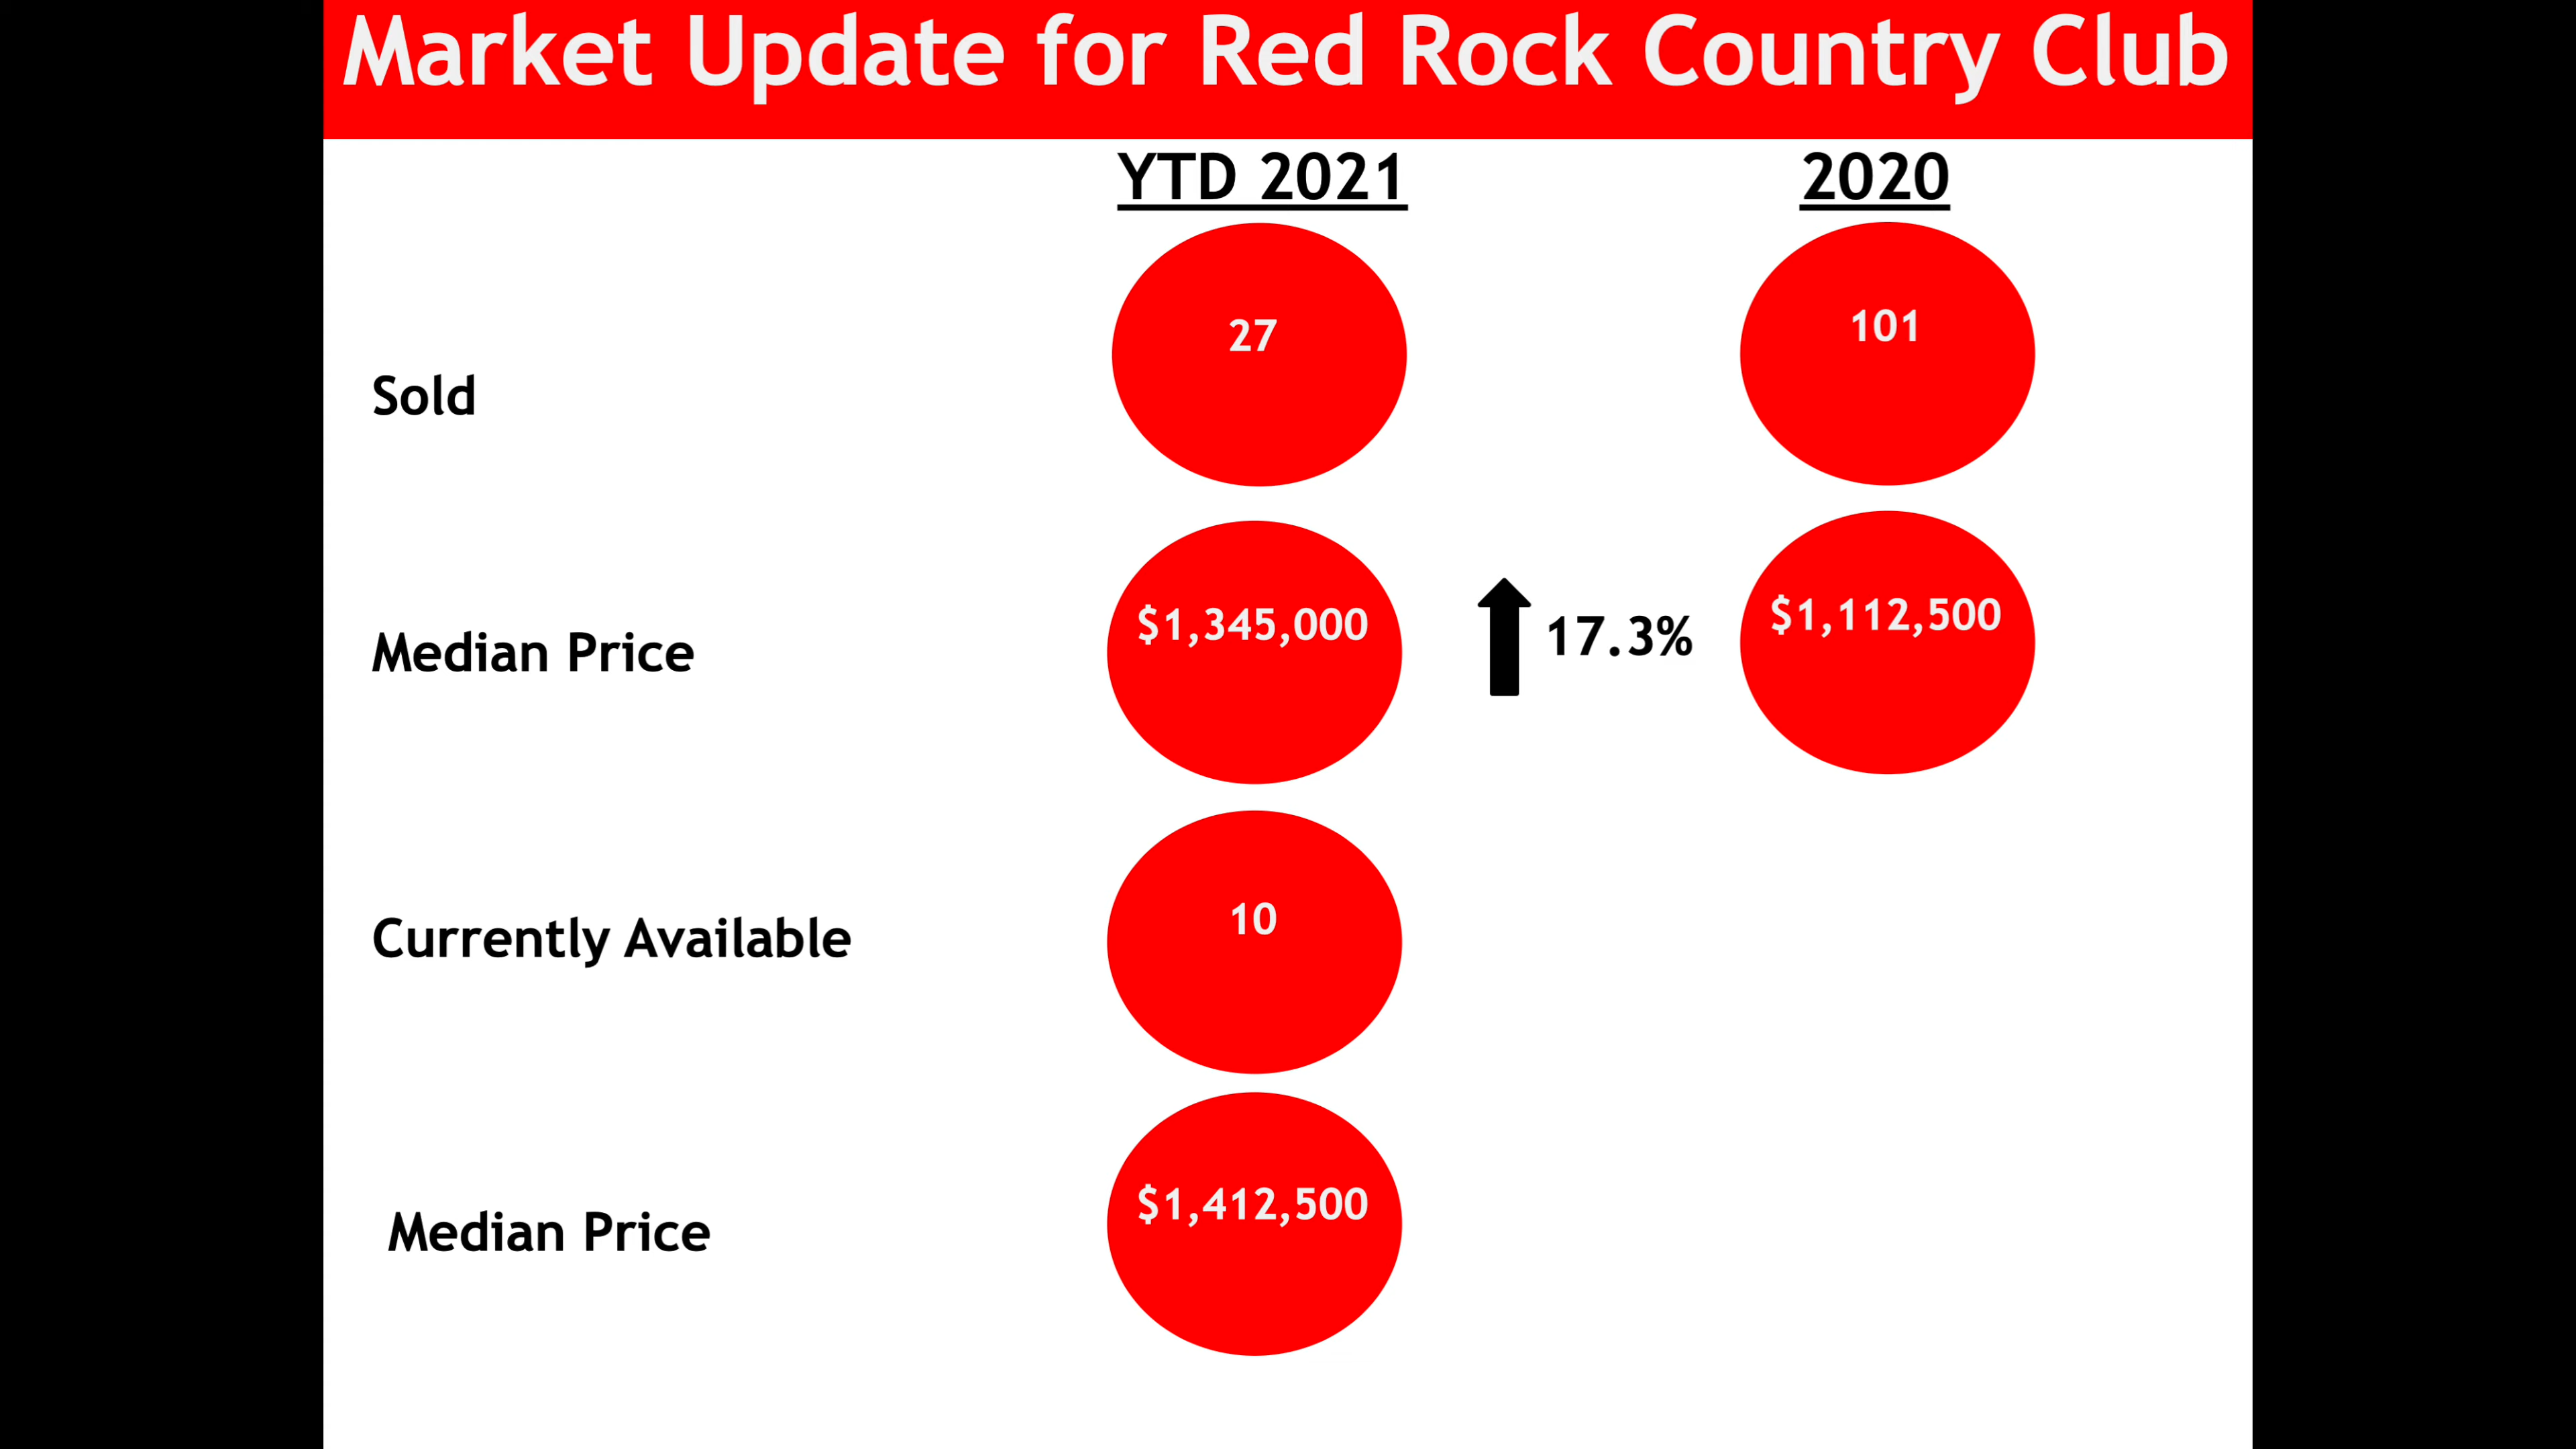 Market Update for Red Rock Country Club
YTD 2021 2020
Sold 27 101
Median Price $1,345,000 17.3% $1,112,500
Currently Available 10
Median Price $1,412,500